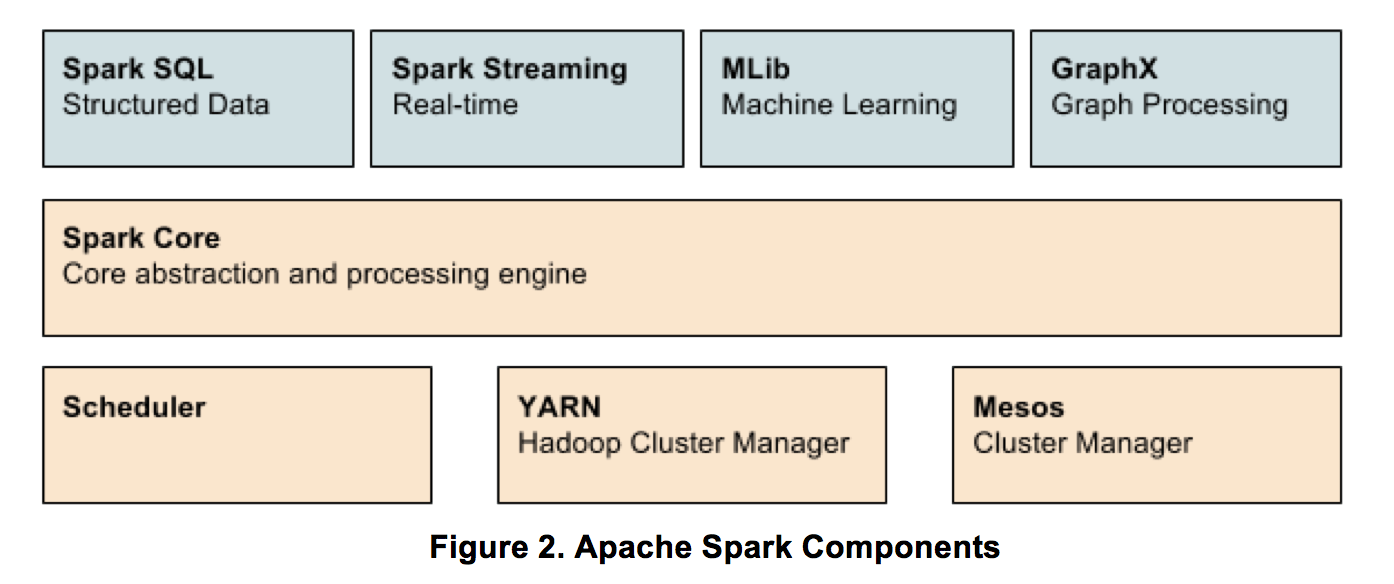 Spark SQL
Structured Data
Spark Streaming
Real-time
MLib
Machine Learning
GraphX
Graph Processing
Spark Core
Core abstraction and processing engine
Scheduler
YARN
Hadoop Cluster Manager
Mesos
Cluster Manager
Figure 2. Apache Spark Components